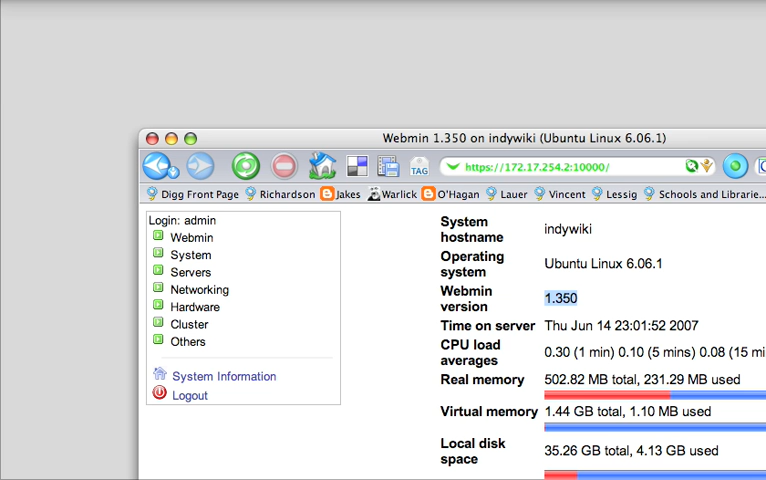 Webmin 1.350 on indywiki (Ubuntu Linux 6.06.1)
TAG
https://172.17.254.2:10000/
Digg Front Page Richardson Jakes Warlick O'Hagan Lauer Vincent Lessig Schools and Librarie...
Login: admin
Webmin
System
Servers
Networking
Hardware
Cluster
Others
System Information
Logout
System hostname indywiki
Operating system Ubuntu Linux 6.06.1
Webmin version 1.350
Time on server Thu Jun 14 23:01:52 2007
CPU load averages 0.30 (1 min) 0.10 (5 mins) 0.08 (15 mi
Real memory 502.82 MB total, 231.29 MB used
Virtual memory 1.44 GB total, 1.10 MB used
Local disk space 35.26 GB total, 4.13 GB used